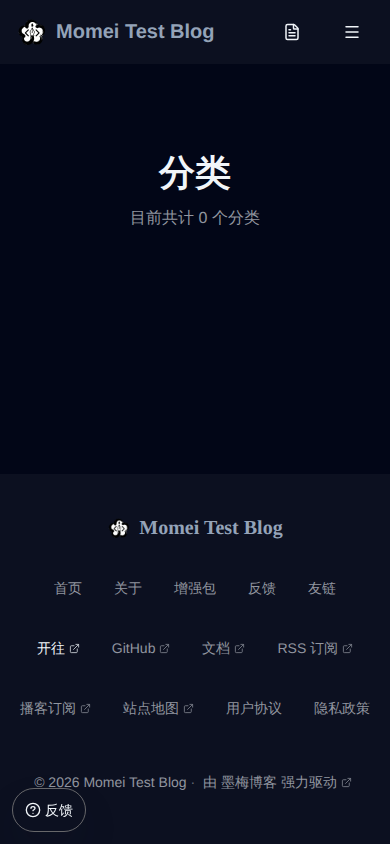 Momei Test Blog
分类
目前共计 0 个分类
Momei Test Blog
首页 关于 增强包 反馈 友链
开往 GitHub 文档 RSS 订阅
播客订阅 站点地图 用户协议 隐私政策
© 2026 Momei Test Blog · 由 墨梅博客 强力驱动
反馈